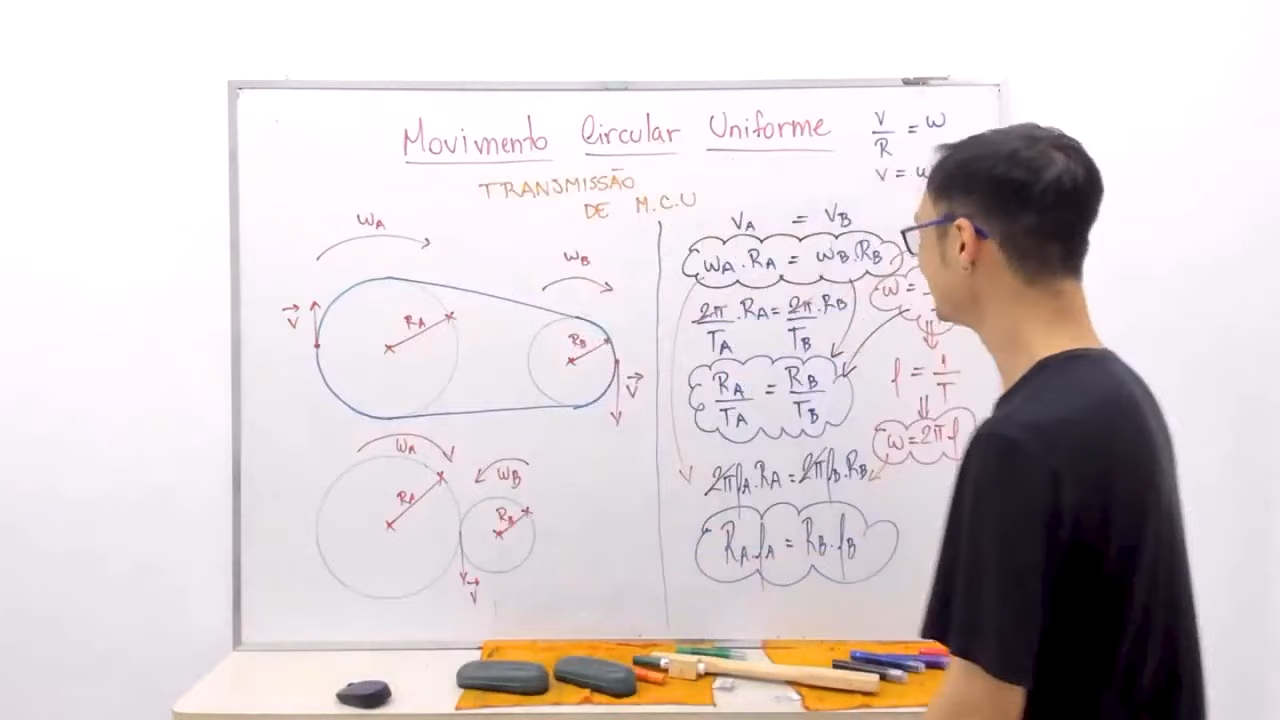 Movimento Circular Uniforme
TRANSMISSÃO
DE M.C.U
V/R = ω
V = ω
ωA
ωB
V
RA
RB
V
ωA
ωB
RA
RB
V
VA = VB
ωA.RA = ωB.RB
2π/TA.RA = 2π/TB.RB
RA/TA = RB/TB
2πfA.RA = 2πfB.RB
RA.fA = RB.fB
ω =
f = 1/T
ω = 2πf